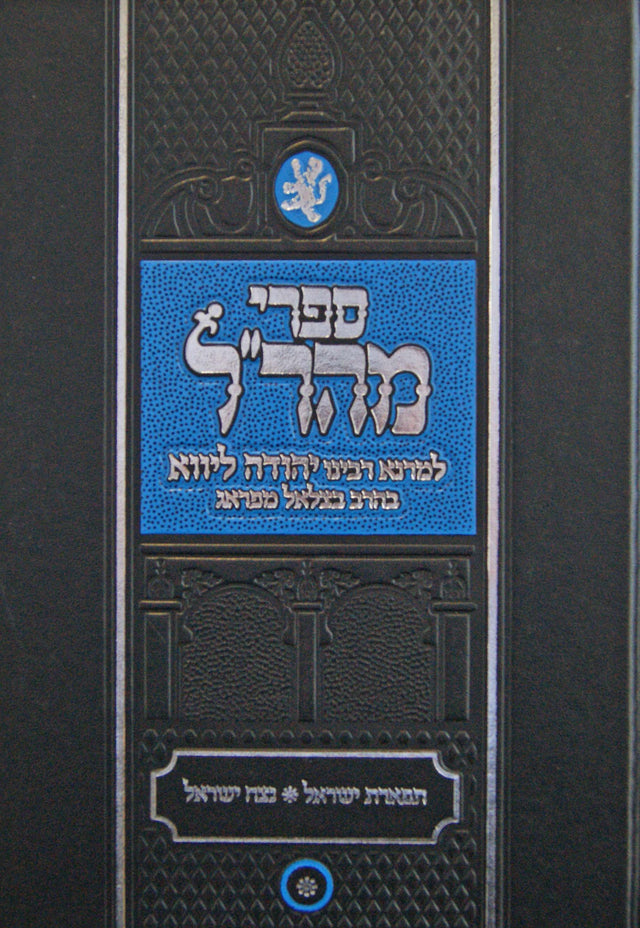 ספרי
מהר"ל
למרנא רבינו יהודה ליווא
בהרב בצלאל מפראג
תפארת ישראל * נצח ישראל